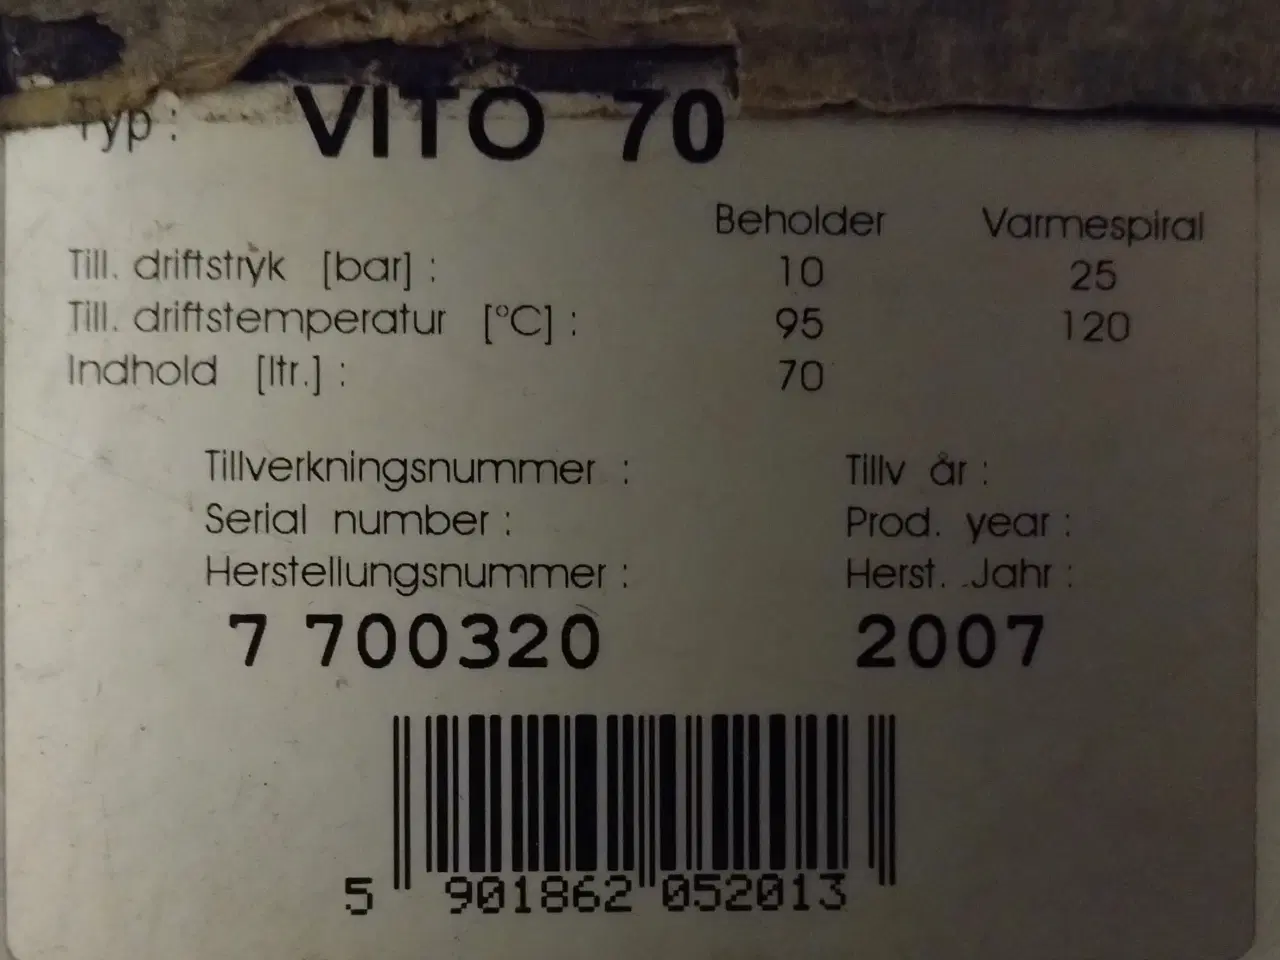 Typ: VITO 70
Beholder Varmespiral
Till. driftstryk [bar] : 10 25
Till. driftstemperatur [°C] : 95 120
Indhold [ltr.] : 70
Tillverkningsnummer : Tillv år :
Serial number : Prod. year :
Herstellungsnummer : Herst. Jahr :
7 700320 2007
5 901862 052013